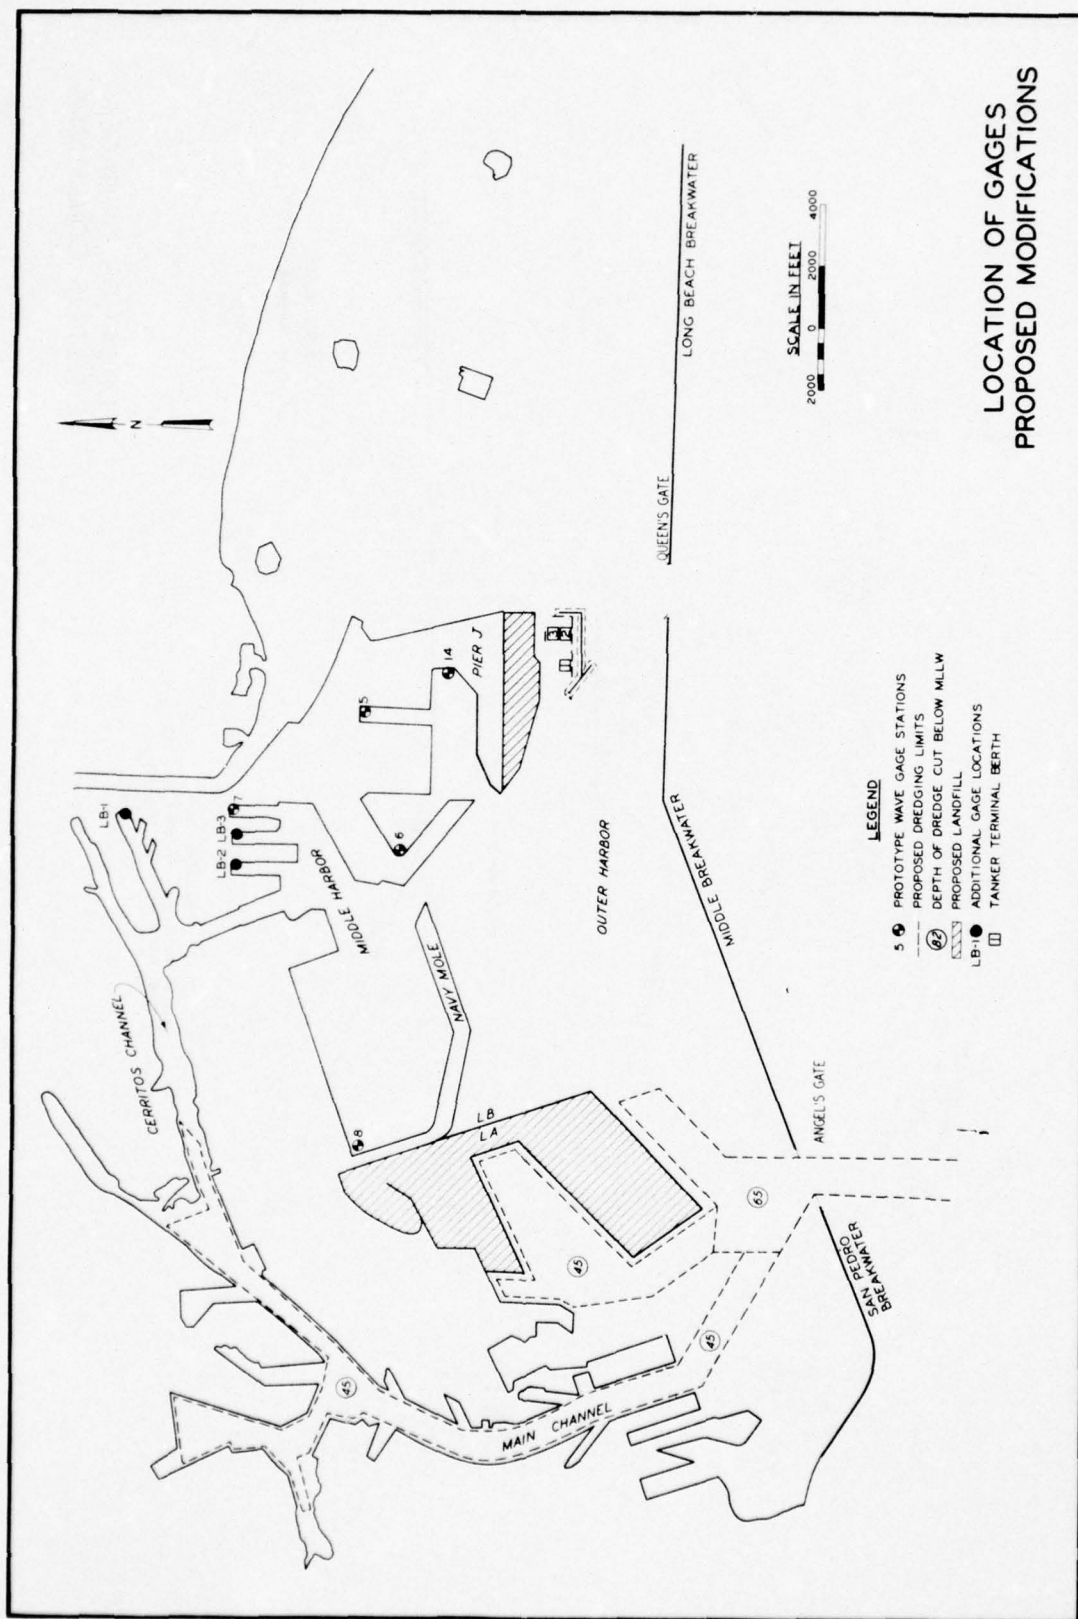 LOCATION OF GAGES
PROPOSED MODIFICATIONS
N
CERRITOS CHANNEL
LB-1
LB-2
LB-3
7
MIDDLE HARBOR
8
NAVY MOLE
6
5
14
PIER J
1
3
2
LB
LA
OUTER HARBOR
45
45
45
65
MAIN CHANNEL
SAN PEDRO
BREAKWATER
ANGEL'S GATE
MIDDLE BREAKWATER
QUEEN'S GATE
LONG BEACH BREAKWATER
SCALE IN FEET
2000 0 2000 4000
LEGEND
5 PROTOTYPE WAVE GAGE STATIONS
PROPOSED DREDGING LIMITS
82 DEPTH OF DREDGE CUT BELOW MLLW
PROPOSED LANDFILL
LB-1 ADDITIONAL GAGE LOCATIONS
TANKER TERMINAL BERTH